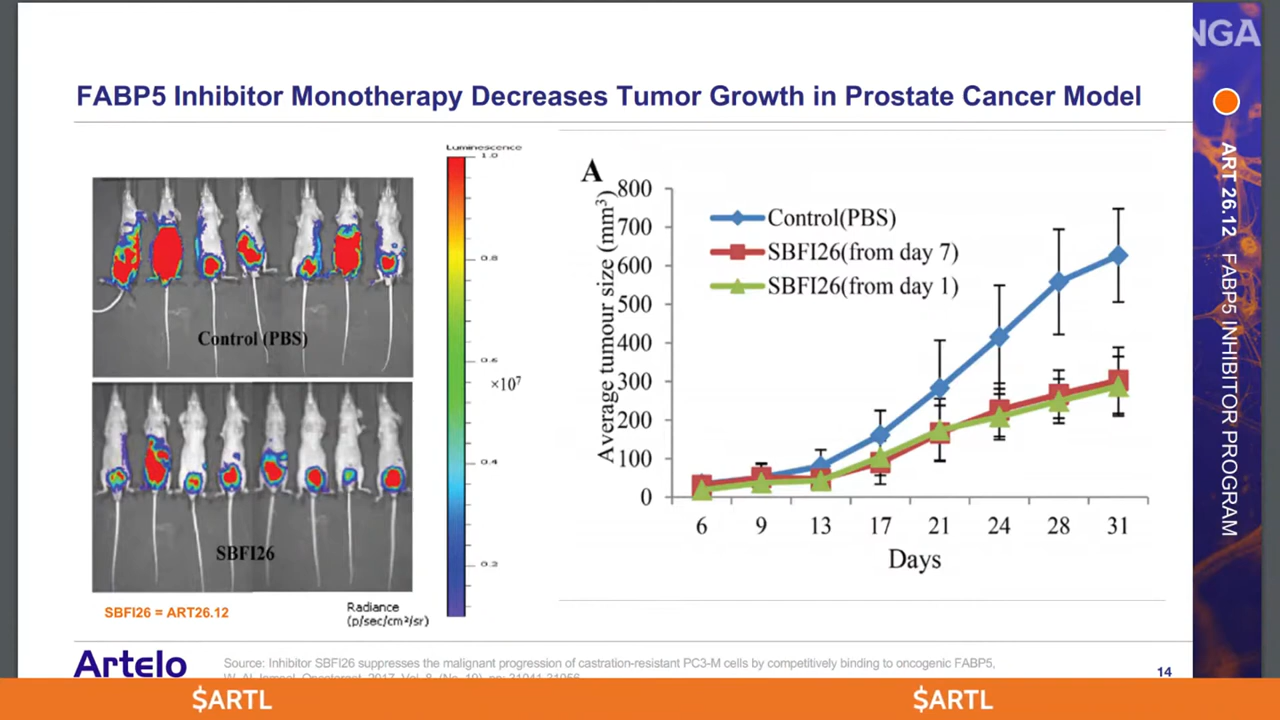 NGA
FABP5 Inhibitor Monotherapy Decreases Tumor Growth in Prostate Cancer Model
Luminescence
1.0
0.8
0.6
×10⁷
0.4
0.2
Control (PBS)
SBFI26
SBFI26 = ART26.12
Radiance
(p/sec/cm²/sr)
A
Average tumour size (mm³)
800
700
600
500
400
300
200
100
0
Control(PBS)
SBFI26(from day 7)
SBFI26(from day 1)
6 9 13 17 21 24 28 31
Days
ART 26.12 FABP5 INHIBITOR PROGRAM
Artelo
Source: Inhibitor SBFI26 suppresses the malignant progression of castration-resistant PC3-M cells by competitively binding to oncogenic FABP5,
14
$ARTL $ARTL